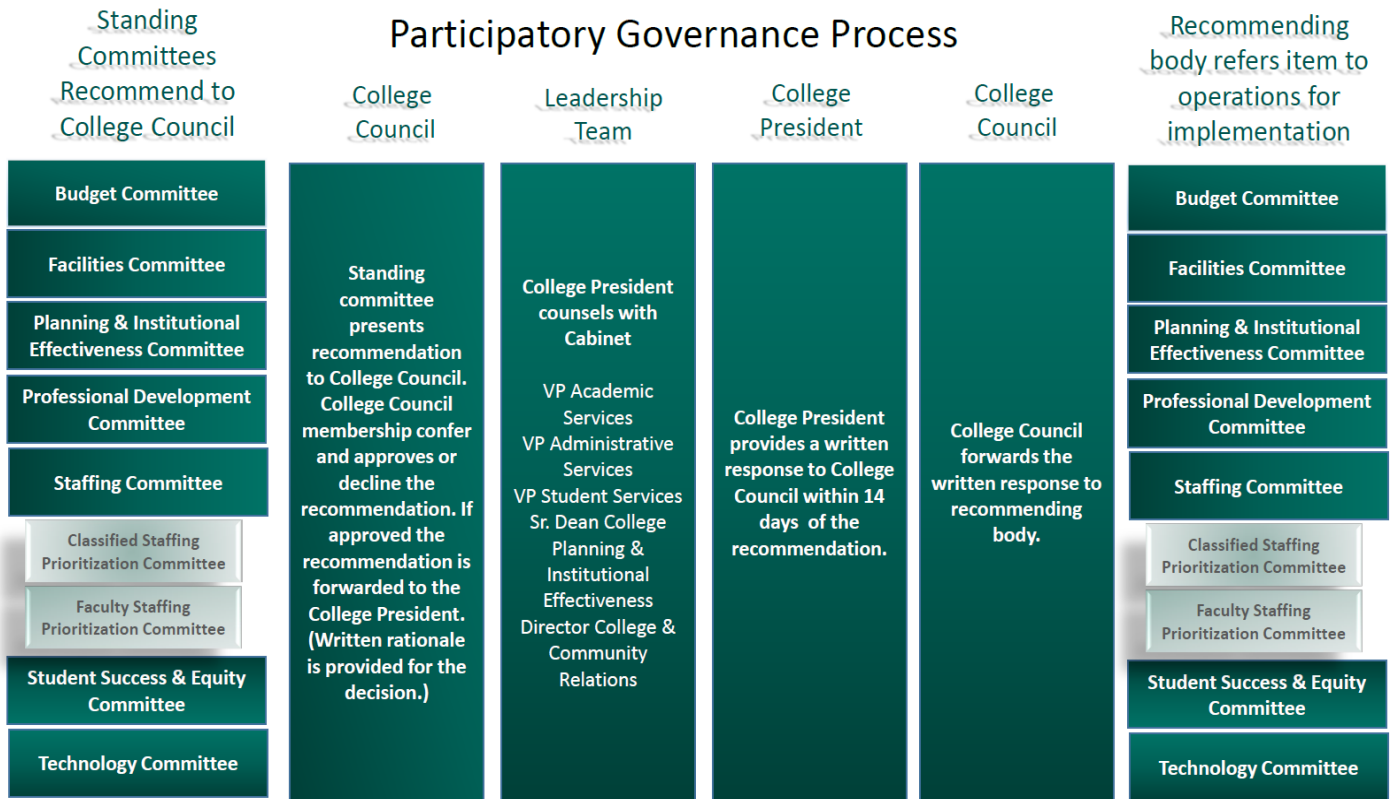 Participatory Governance Process
Standing
Committees
Recommend to
College Council
Budget Committee
Facilities Committee
Planning & Institutional
Effectiveness Committee
Professional Development
Committee
Staffing Committee
Classified Staffing
Prioritization Committee
Faculty Staffing
Prioritization Committee
Student Success & Equity
Committee
Technology Committee
College
Council
Standing
committee
presents
recommendation
to College Council.
College Council
membership confer
and approves or
decline the
recommendation. If
approved the
recommendation is
forwarded to the
College President.
(Written rationale
is provided for the
decision.)
Leadership
Team
College President
counsels with
Cabinet
VP Academic
Services
VP Administrative
Services
VP Student Services
Sr. Dean College
Planning &
Institutional
Effectiveness
Director College &
Community
Relations
College
President
College President
provides a written
response to College
Council within 14
days of the
recommendation.
College
Council
College Council
forwards the
written response to
recommending
body.
Recommending
body refers item to
operations for
implementation
Budget Committee
Facilities Committee
Planning & Institutional
Effectiveness Committee
Professional Development
Committee
Staffing Committee
Classified Staffing
Prioritization Committee
Faculty Staffing
Prioritization Committee
Student Success & Equity
Committee
Technology Committee